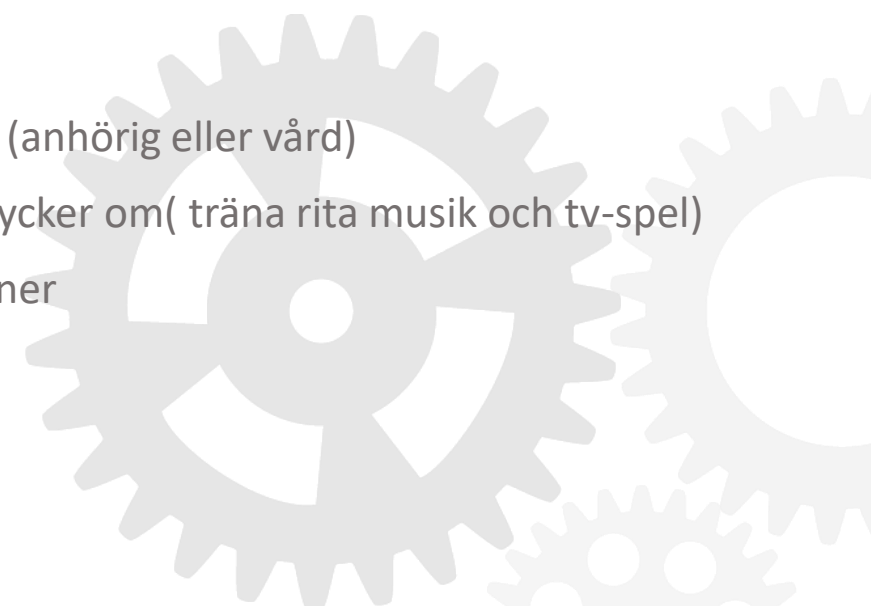 (anhörig eller vård)
ycker om( träna rita musik och tv-spel)
ner